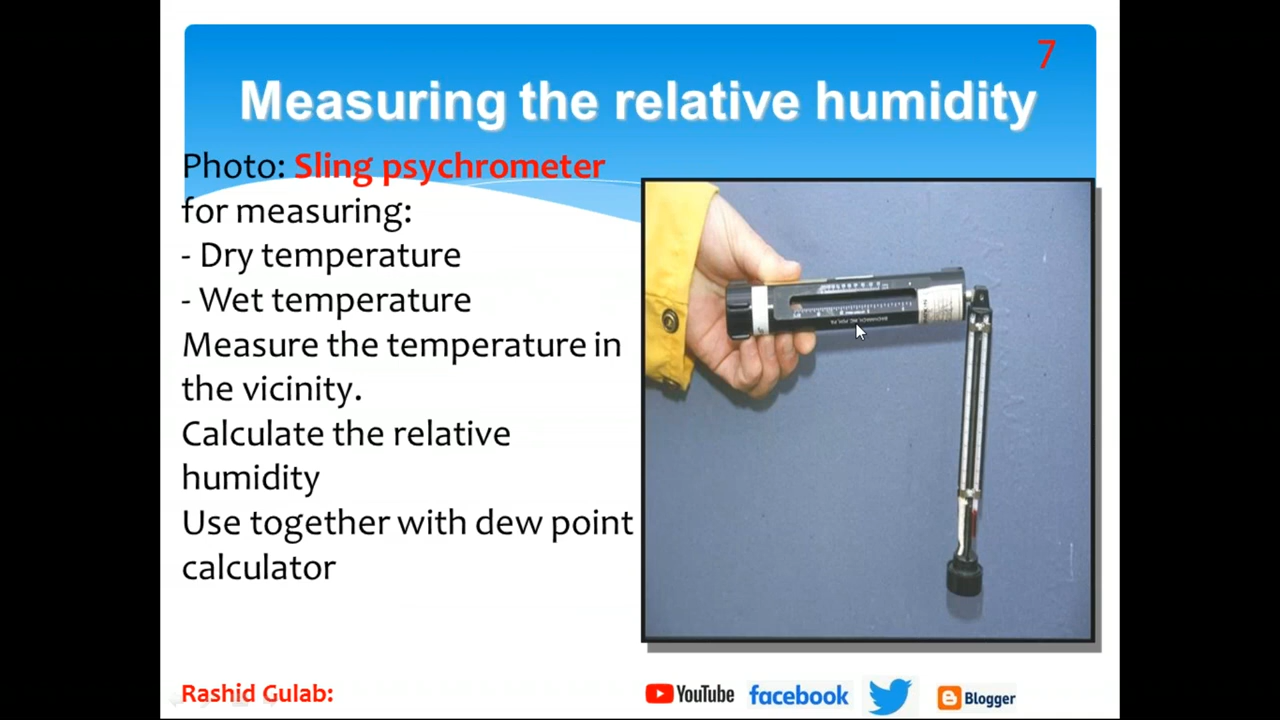 7
Measuring the relative humidity
Photo: Sling psychrometer
for measuring:
- Dry temperature
- Wet temperature
Measure the temperature in
the vicinity.
Calculate the relative
humidity
Use together with dew point
calculator
Rashid Gulab:
YouTube
facebook
Blogger